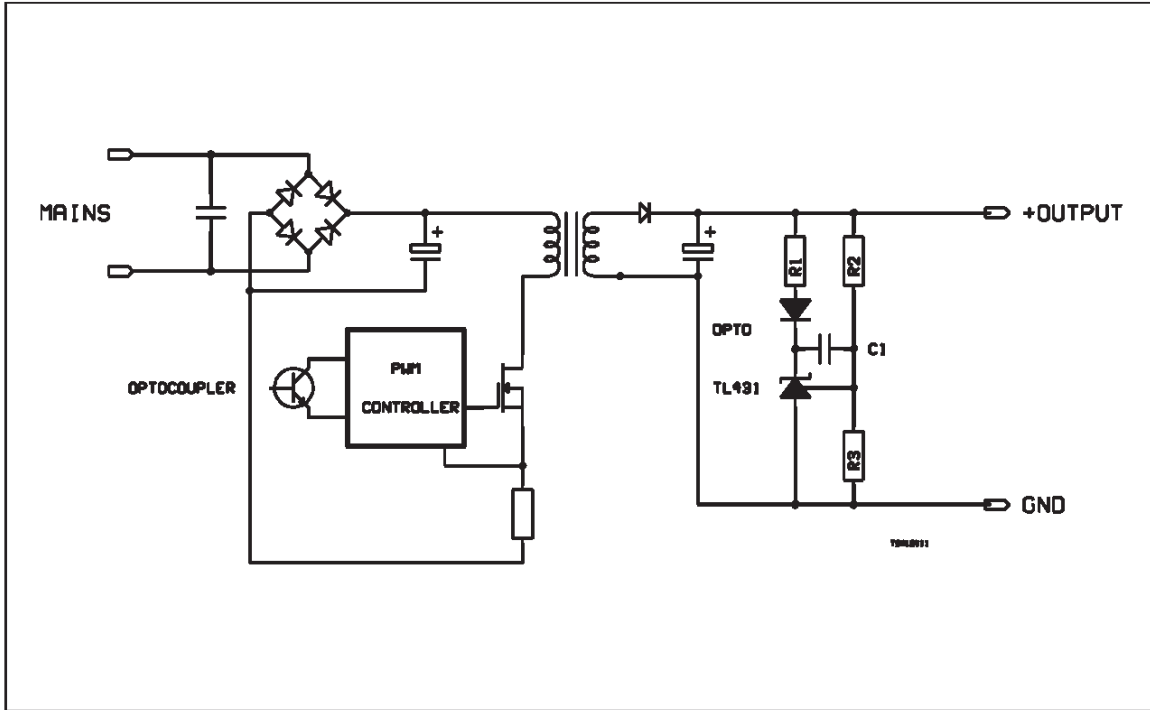 MAINS
+
+
+OUTPUT
R1
R2
OPTO
C1
PWM
CONTROLLER
OPTOCOUPLER
TL431
R3
GND